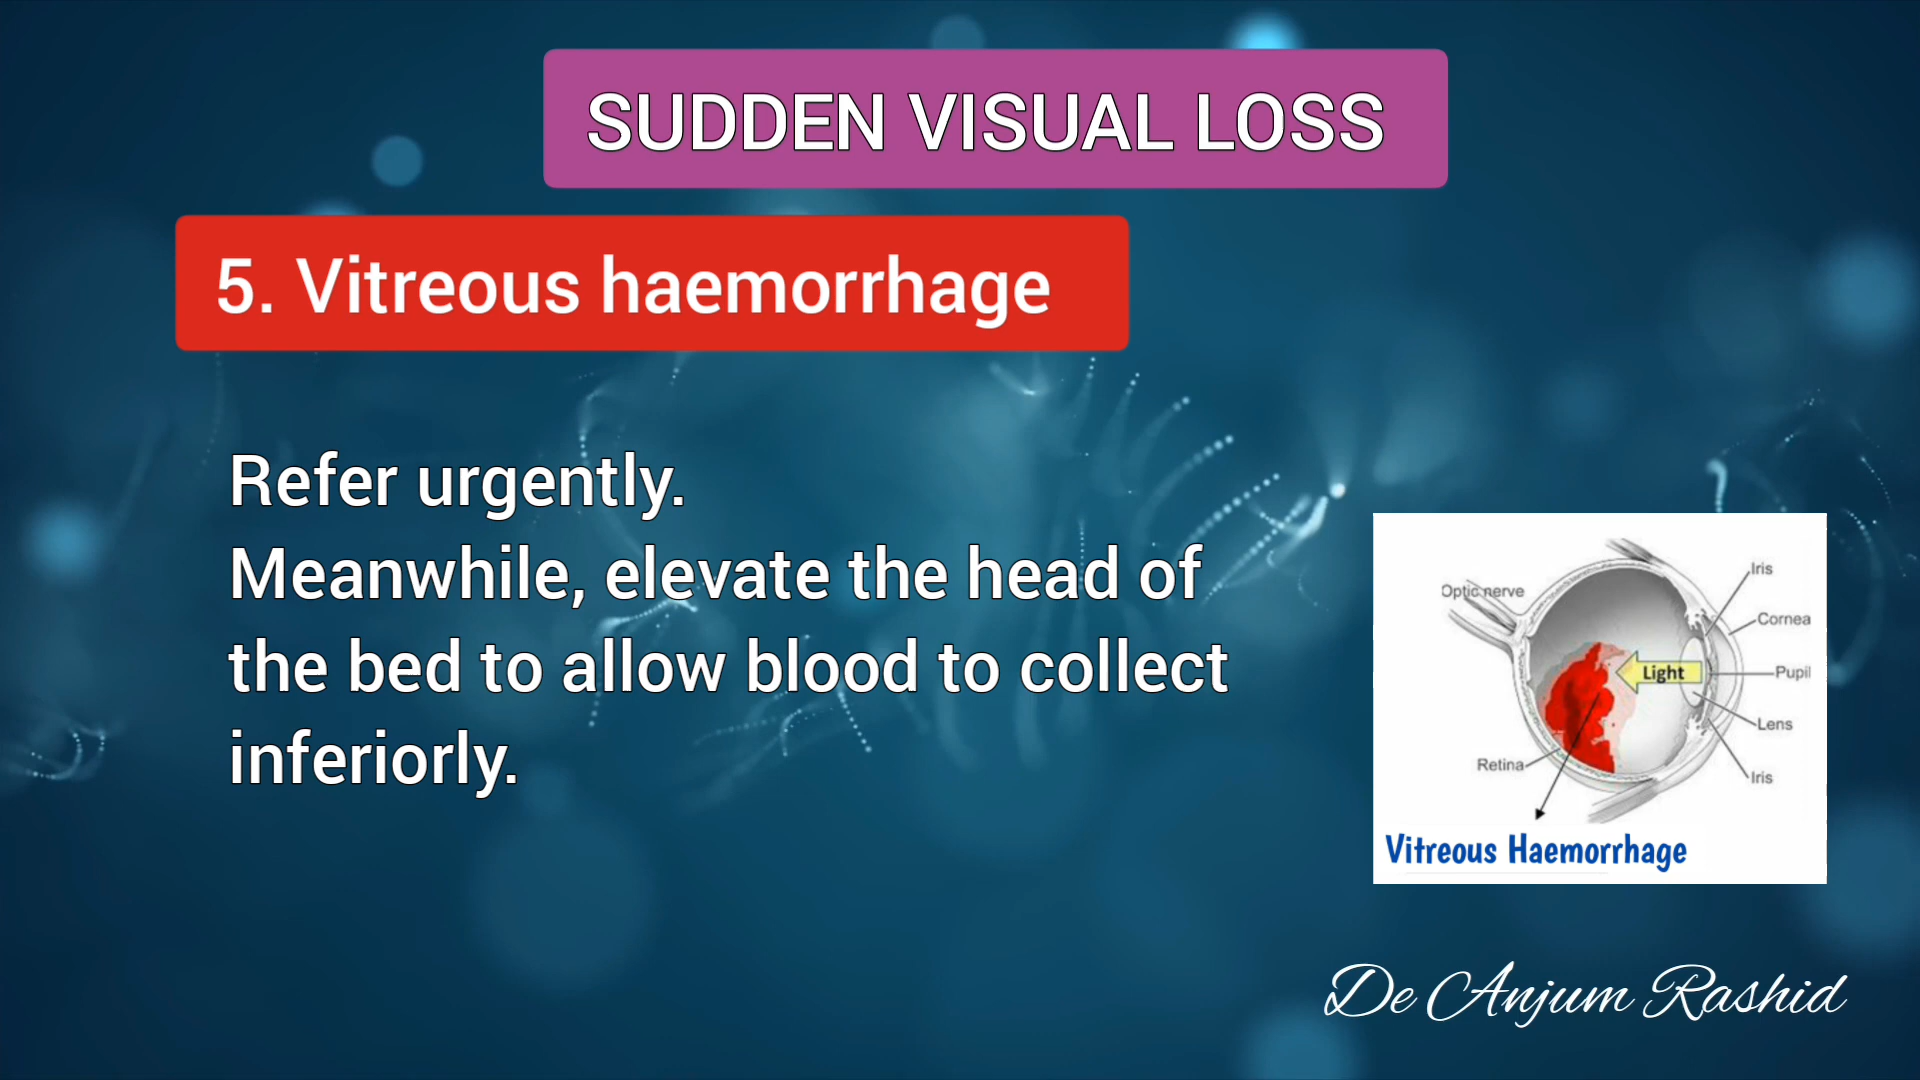 SUDDEN VISUAL LOSS
5. Vitreous haemorrhage
Refer urgently.
Meanwhile, elevate the head of
the bed to allow blood to collect
inferiorly.
Optic nerve
Iris
Cornea
Light
Pupil
Lens
Retina
Iris
Vitreous Haemorrhage
De Anjum Rashid